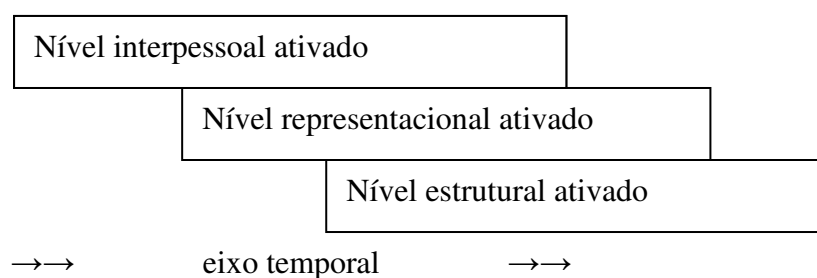 Nível interpessoal ativado
Nível representacional ativado
Nível estrutural ativado
→→ eixo temporal →→